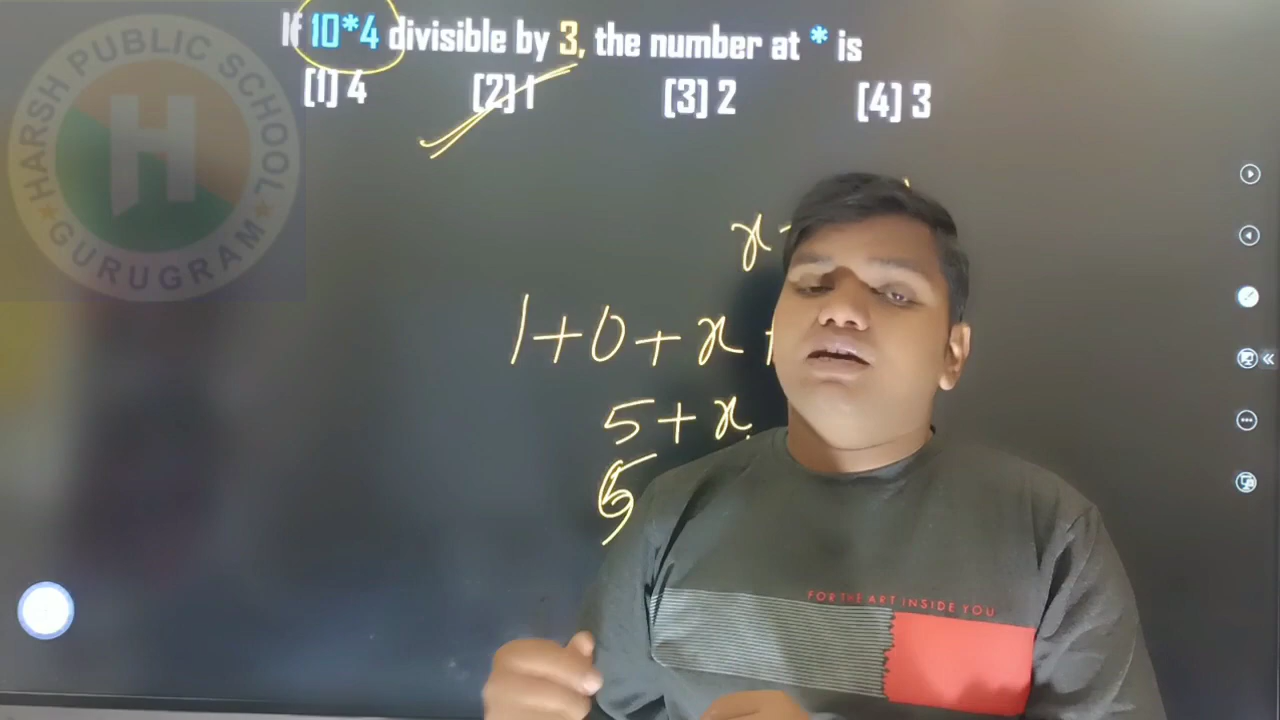 If 10*4 divisible by 3, the number at * is
[1] 4 [2] 1 [3] 2 [4] 3
HARSH PUBLIC SCHOOL
H
GURUGRAM
x
1+0+x+
5+x
5
FOR THE ART INSIDE YOU